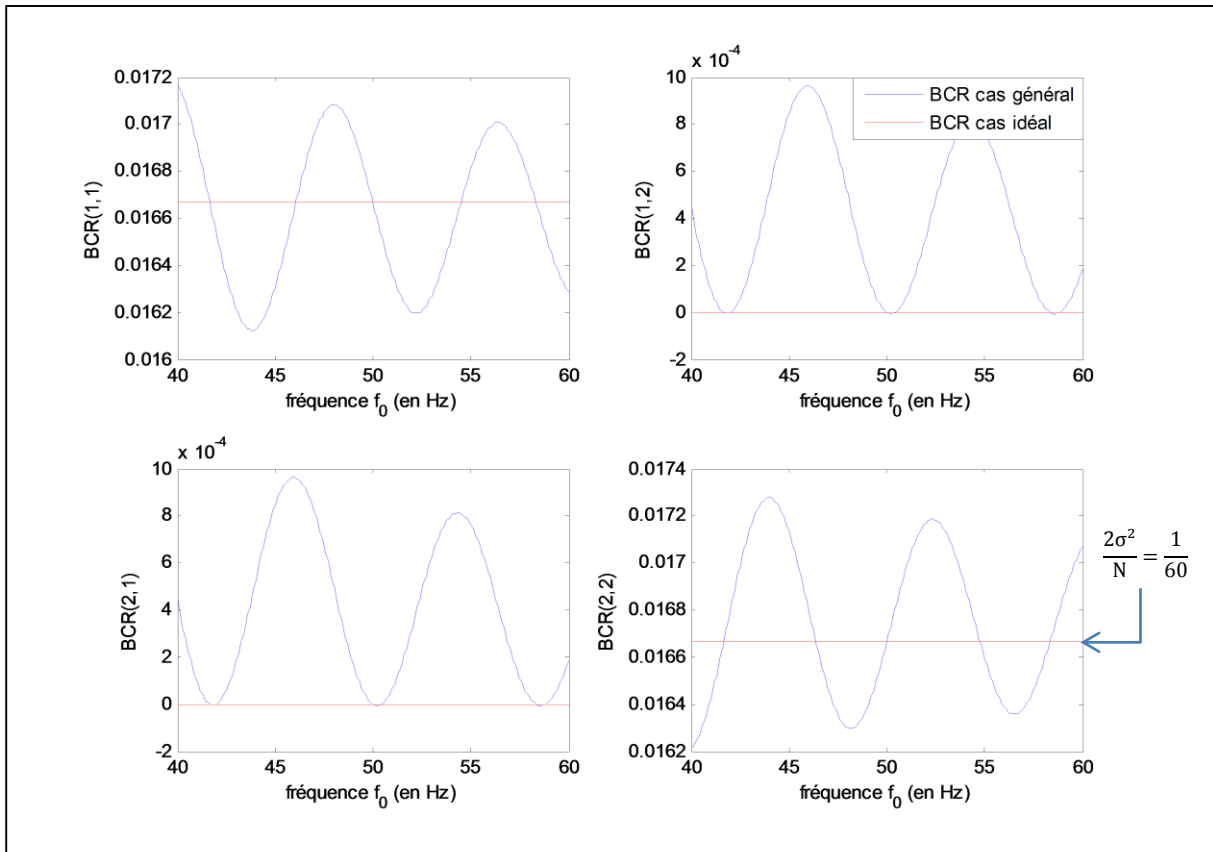 0.0172
0.017
0.0168
0.0166
0.0164
0.0162
0.016
40 45 50 55 60
BCR(1,1)
fréquence f0 (en Hz)
x 10-4
10
8
6
4
2
0
-2
40 45 50 55 60
BCR(1,2)
fréquence f0 (en Hz)
BCR cas général
BCR cas idéal
x 10-4
10
8
6
4
2
0
-2
40 45 50 55 60
BCR(2,1)
fréquence f0 (en Hz)
0.0174
0.0172
0.017
0.0168
0.0166
0.0164
0.0162
40 45 50 55 60
BCR(2,2)
fréquence f0 (en Hz)
2σ²/N = 1/60